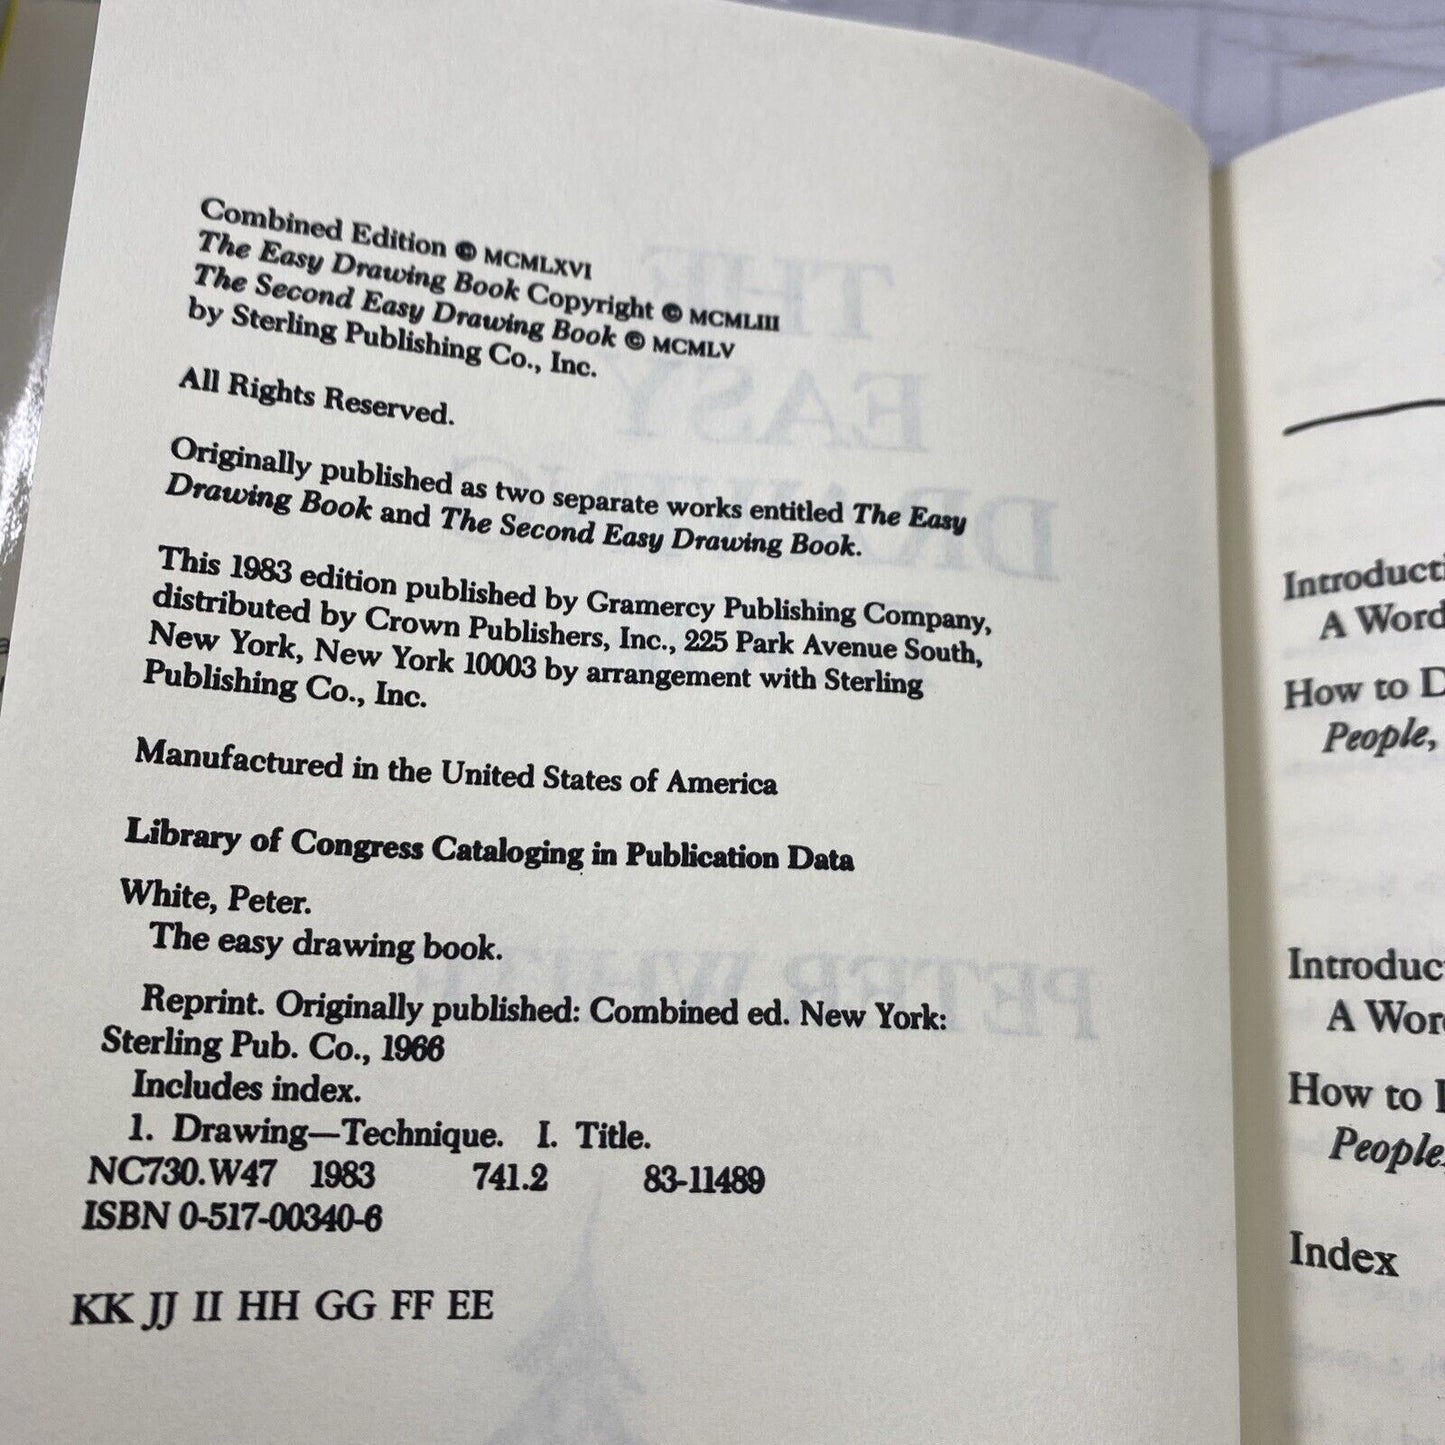 Combined Edition © MCMLXVI
The Easy Drawing Book Copyright © MCMLIII
The Second Easy Drawing Book © MCMLV
by Sterling Publishing Co., Inc.
All Rights Reserved.
Originally published as two separate works entitled The Easy
Drawing Book and The Second Easy Drawing Book.
This 1983 edition published by Gramercy Publishing Company,
distributed by Crown Publishers, Inc., 225 Park Avenue South,
New York, New York 10003 by arrangement with Sterling
Publishing Co., Inc.
Manufactured in the United States of America
Library of Congress Cataloging in Publication Data
White, Peter.
The easy drawing book.
Reprint. Originally published: Combined ed. New York:
Sterling Pub. Co., 1966
Includes index.
1. Drawing—Technique. I. Title.
NC730.W47 1983 741.2 83-11489
ISBN 0-517-00340-6
KK JJ II HH GG FF EE
Introducti
A Word
How to D
People,
Introduc
A Wor
How to
People
Index